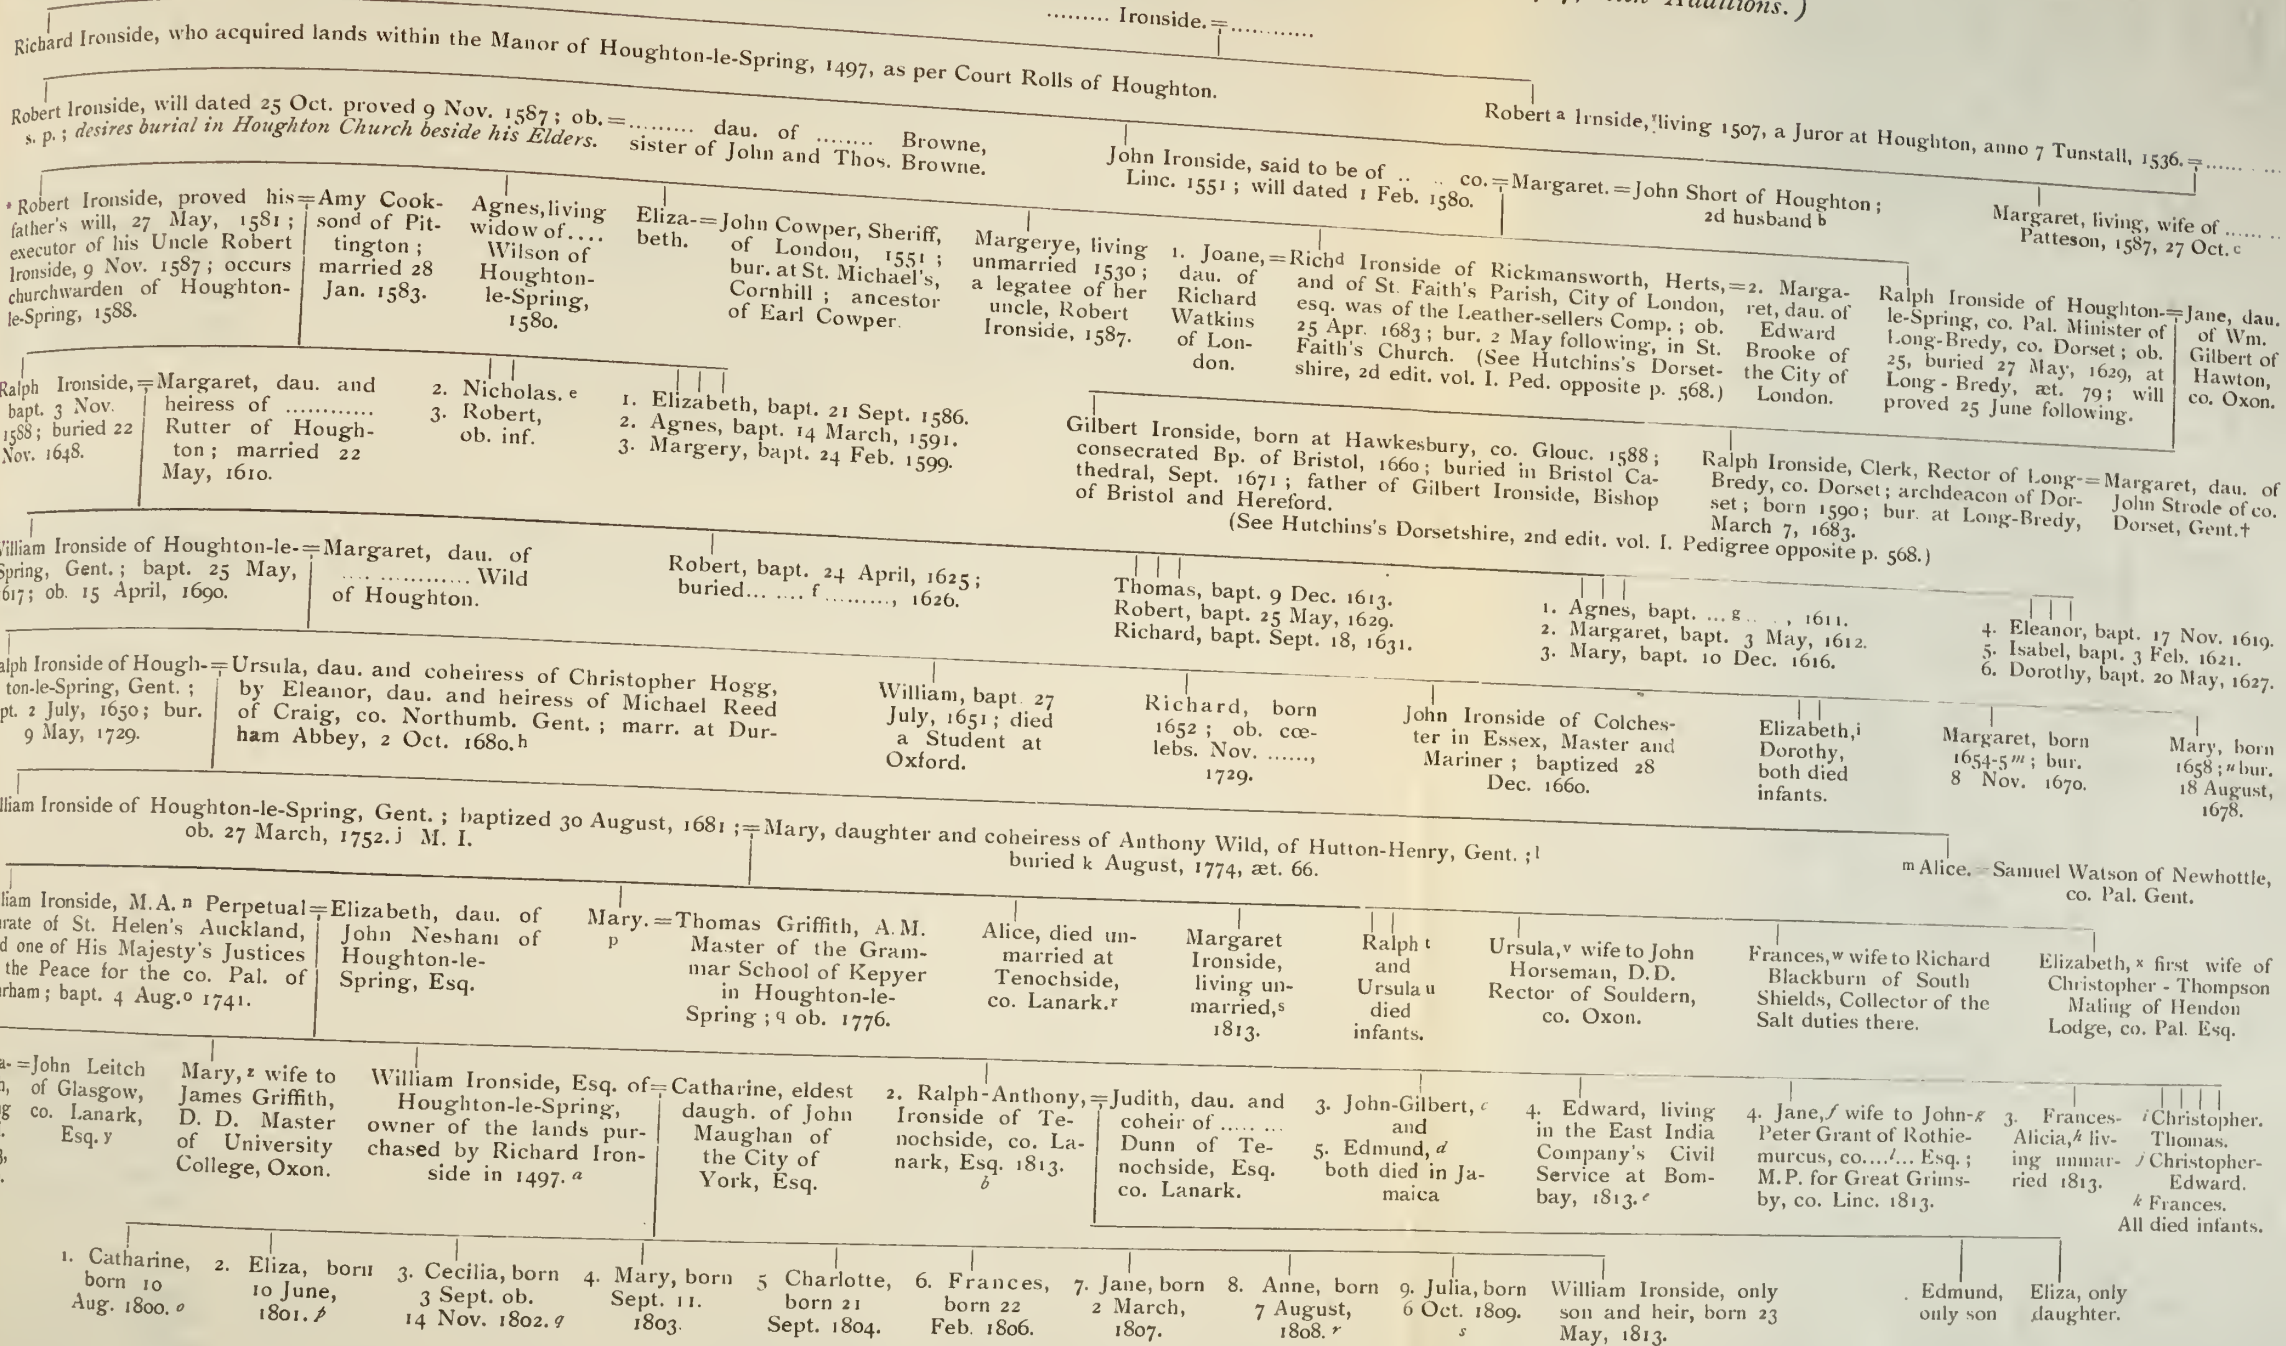 Additions.)
......... Ironside.=............
Richard Ironside, who acquired lands within the Manor of Houghton-le-Spring, 1497, as per Court Rolls of Houghton.
Robert a Irnside, living 1507, a Juror at Houghton, anno 7 Tunstall, 1536.=...... ...
Robert Ironside, will dated 25 Oct. proved 9 Nov. 1587; ob.
s. p.; desires burial in Houghton Church beside his Elders.
=......... dau. of ........ Browne,
sister of John and Thos. Browne.
John Ironside, said to be of .. .. co.
Linc. 1551; will dated 1 Feb. 1580.
=Margaret.=John Short of Houghton;
2d husband b
Margaret, living, wife of ...... ..
Patteson, 1587, 27 Oct. c
* Robert Ironside, proved his
father's will, 27 May, 1581;
executor of his Uncle Robert
Ironside, 9 Nov. 1587; occurs
churchwarden of Houghton-
le-Spring, 1588.
=Amy Cook-
sond of Pit-
tington;
married 28
Jan. 1583.
Agnes, living
widow of....
Wilson of
Houghton-
le-Spring,
1580.
Eliza-
beth.
=John Cowper, Sheriff,
of London, 1551;
bur. at St. Michael's,
Cornhill; ancestor
of Earl Cowper.
Margerye, living
unmarried 1530;
a legatee of her
uncle, Robert
Ironside, 1587.
1. Joane,
dau. of
Richard
Watkins
of Lon-
don.
=Richd Ironside of Rickmansworth, Herts,
and of St. Faith's Parish, City of London,
esq. was of the Leather-sellers Comp.; ob.
25 Apr. 1683; bur. 2 May following, in St.
Faith's Church. (See Hutchins's Dorset-
shire, 2d edit. vol. I. Ped. opposite p. 568.)
=2. Marga-
ret, dau. of
Edward
Brooke of
the City of
London.
Ralph Ironside of Houghton-
le-Spring, co. Pal. Minister of
Long-Bredy, co. Dorset; ob.
25, buried 27 May, 1629, at
Long-Bredy, æt. 79; will
proved 25 June following.
=Jane, dau.
of Wm.
Gilbert of
Hawton,
co. Oxon.
Ralph Ironside,
bapt. 3 Nov.
1588; buried 22
Nov. 1648.
=Margaret, dau. and
heiress of ............
Rutter of Hough-
ton; married 22
May, 1610.
2. Nicholas. e
3. Robert,
ob. inf.
1. Elizabeth, bapt. 21 Sept. 1586.
2. Agnes, bapt. 14 March, 1591.
3. Margery, bapt. 24 Feb. 1599.
Gilbert Ironside, born at Hawkesbury, co. Glouc. 1588;
consecrated Bp. of Bristol, 1660; buried in Bristol Ca-
thedral, Sept. 1671; father of Gilbert Ironside, Bishop
of Bristol and Hereford.
(See Hutchins's Dorsetshire, 2nd edit. vol. I. Pedigree opposite p. 568.)
Ralph Ironside, Clerk, Rector of Long-
Bredy, co. Dorset; archdeacon of Dor-
set; born 1590; bur. at Long-Bredy,
March 7, 1683.
=Margaret, dau. of
John Strode of co.
Dorset, Gent.†
William Ironside of Houghton-le-
Spring, Gent.; bapt. 25 May,
617; ob. 15 April, 1690.
=Margaret, dau. of
.... ............ Wild
of Houghton.
Robert, bapt. 24 April, 1625;
buried... .... f ........., 1626.
Thomas, bapt. 9 Dec. 1613.
Robert, bapt. 25 May, 1629.
Richard, bapt. Sept. 18, 1631.
1. Agnes, bapt. ... g .. . , 1611.
2. Margaret, bapt. 3 May, 1612.
3. Mary, bapt. 10 Dec. 1616.
4. Eleanor, bapt. 17 Nov. 1619.
5. Isabel, bapt. 3 Feb. 1621.
6. Dorothy, bapt. 20 May, 1627.
alph Ironside of Hough-
ton-le-Spring, Gent.;
pt. 2 July, 1650; bur.
9 May, 1729.
=Ursula, dau. and coheiress of Christopher Hogg,
by Eleanor, dau. and heiress of Michael Reed
of Craig, co. Northumb. Gent.; marr. at Dur-
ham Abbey, 2 Oct. 1680. h
William, bapt. 27
July, 1651; died
a Student at
Oxford.
Richard, born
1652; ob. cœ-
lebs. Nov. ......,
1729.
John Ironside of Colches-
ter in Essex, Master and
Mariner; baptized 28
Dec. 1660.
Elizabeth, i
Dorothy,
both died
infants.
Margaret, born
1654-5 m; bur.
8 Nov. 1670.
Mary, born
1658; n bur.
18 August,
1678.
lliam Ironside of Houghton-le-Spring, Gent.; baptized 30 August, 1681;
ob. 27 March, 1752. j M. I.
=Mary, daughter and coheiress of Anthony Wild, of Hutton-Henry, Gent.; l
buried k August, 1774, æt. 66.
m Alice.=Samuel Watson of Newhottle,
co. Pal. Gent.
liam Ironside, M.A. n Perpetual
rate of St. Helen's Auckland,
d one of His Majesty's Justices
the Peace for the co. Pal. of
rham; bapt. 4 Aug. o 1741.
=Elizabeth, dau. of
John Nesham of
Houghton-le-
Spring, Esq.
Mary.
p
=Thomas Griffith, A.M.
Master of the Gram-
mar School of Kepyer
in Houghton-le-
Spring; q ob. 1776.
Alice, died un-
married at
Tenochside,
co. Lanark. r
Margaret
Ironside,
living un-
married, s
1813.
Ralph t
and
Ursula u
died
infants.
Ursula, v wife to John
Horseman, D.D.
Rector of Souldern,
co. Oxon.
Frances, w wife to Richard
Blackburn of South
Shields, Collector of the
Salt duties there.
Elizabeth, x first wife of
Christopher-Thompson
Maling of Hendon
Lodge, co. Pal. Esq.
a-
=John Leitch
of Glasgow,
co. Lanark,
Esq. y
Mary, z wife to
James Griffith,
D. D. Master
of University
College, Oxon.
William Ironside, Esq. of
Houghton-le-Spring,
owner of the lands pur-
chased by Richard Iron-
side in 1497. a
=Catharine, eldest
daugh. of John
Maughan of
the City of
York, Esq.
2. Ralph-Anthony,
Ironside of Te-
nochside, co. La-
nark, Esq. 1813.
b
=Judith, dau. and
coheir of ..... ...
Dunn of Te-
nochside, Esq.
co. Lanark.
3. John-Gilbert, c
and
5. Edmund, d
both died in Ja-
maica
4. Edward, living
in the East India
Company's Civil
Service at Bom-
bay, 1813. e
4. Jane, f wife to John- g
Peter Grant of Rothie-
murcus, co....l... Esq.;
M.P. for Great Grims-
by, co. Linc. 1813.
3. Frances-
Alicia, h liv-
ing unmar-
ried 1813.
i Christopher.
Thomas.
j Christopher-
Edward.
k Frances.
All died infants.
1. Catharine,
born 10
Aug. 1800. o
2. Eliza, born
10 June,
1801. p
3. Cecilia, born
3 Sept. ob.
14 Nov. 1802. q
4. Mary, born
Sept. 11.
1803.
5 Charlotte,
born 21
Sept. 1804.
6. Frances,
born 22
Feb. 1806.
7. Jane, born
2 March,
1807.
8. Anne, born
7 August,
1808. r
9. Julia, born
6 Oct. 1809.
s
William Ironside, only
son and heir, born 23
May, 1813.
Edmund,
only son
Eliza, only
daughter.